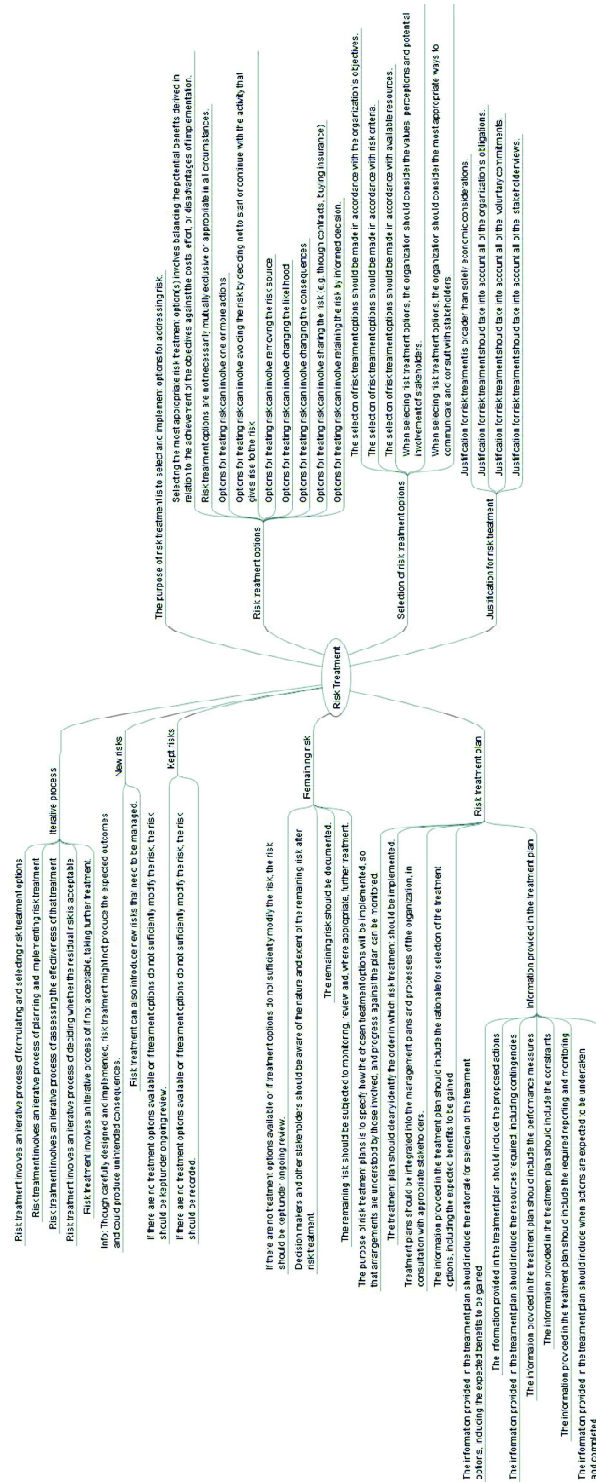 Risk Treatment
The purpose of risk treatment is to select and implement options for addressing risk.
Risk treatment options
Selecting the most appropriate risk treatment option(s) involves balancing the potential benefits derived in
relation to the achievement of the objectives against the costs, effort, or disadvantages of implementation.
Risk treatment options are not necessarily mutually exclusive or appropriate in all circumstances.
Options for treating risk can involve one or more actions
Options for treating risk can involve avoiding the risk by deciding not to start or continue with the activity that
gives rise to the risk
Options for treating risk can involve removing the risk source
Options for treating risk can involve changing the likelihood
Options for treating risk can involve changing the consequences
Options for treating risk can involve sharing the risk (e.g. through contracts, buying insurance)
Options for treating risk can involve retaining the risk by informed decision.
Selection of risk treatment options
The selection of risk treatment options should be made in accordance with the organization's objectives.
The selection of risk treatment options should be made in accordance with risk criteria.
The selection of risk treatment options should be made in accordance with available resources.
When selecing risk treatment options, the organization should consider the values, perceptions and potential
involvement of stakeholders.
When selecting risk treatment options, the organization should consider the most appropriate ways to
communicate and consult with stakeholders.
Justification for risk treatment
Justification for risk treatment is broader than solely economic considerations.
Justification for risk treatment should take into account all of the organization's obligations.
Justification for risk treatment should take into account all of the voluntary commitments.
Justification for risk treatment should take into account all of the stakeholder views.
Iterative process
Risk treatment involves an iterative process of formulating and selecting risk treatment options
Risk treatment involves an iterative process of planning and implementing risk treatment
Risk treatment involves an iterative process of assessing the effectiveness of that treatment
Risk treatment involves an iterative process of deciding whether the residual risk is acceptable
Risk treatment involves an iterative process of if not acceptable, taking further treatment.
Info: Though carefully designed and implemented, risk treatment might not produce the expected outcomes
and could produce unintended consequences.
New risks
Risk treatment can also introduce new risks that need to be managed.
Kept risks
If there are no treatment options available or if treatment options do not sufficiently modify the risk, the risk
should be kept under ongoing review.
If there are no treatment options available or if treatment options do not sufficiently modify the risk, the risk
should be recorded.
Remaining risk
If there are no treatment options available or if treatment options do not sufficiently modify the risk, the risk
should be kept under ongoing review.
Decision makers and other stakeholders should be aware of the nature and extent of the remaining risk after
risk treatment
The remaining risk should be documented.
The remaining risk should be subjected to monitoring, review and, where appropriate, further treatment.
Risk treatment plan
The purpose of risk treatment plans is to specify how the chosen treatment options will be implemented, so
that arrangements are understood by those involved, and progress against the plan can be monitored.
The treatment plan should clearly identify the order in which risk treatment should be implemented.
Treatment plans should be integrated into the management plans and processes of the organization, in
consultation with appropriate stakeholders.
The information provided in the treatment plan should include the rationale for selection of the treatment
options, including the expected benefits to be gained
Information provided in the treatment plan
The information provided in the treatment plan should include the rationale for selection of the treatment
options, including the expected benefits to be gained
The information provided in the treatment plan should include the proposed actions
The information provided in the treatment plan should include the resources required, including contingencies
The information provided in the treatment plan should include the performance measures
The information provided in the treatment plan should include the constraints
The information provided in the treatment plan should include the required reporting and monitoring
The information provided in the treatment plan should include when actions are expected to be undertaken
and completed